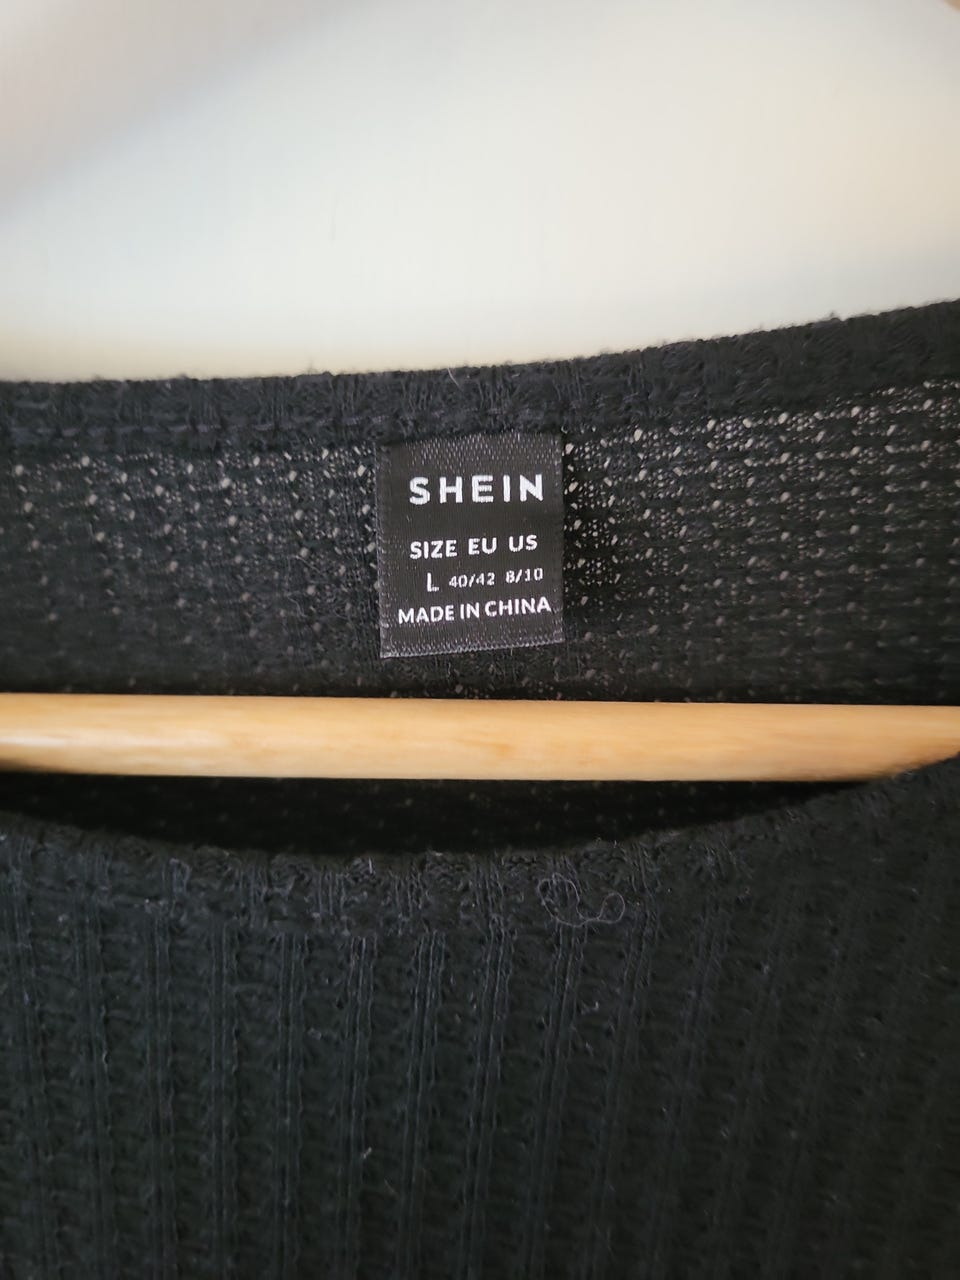 SHEIN
SIZE EU US
L 40/42 8/10
MADE IN CHINA